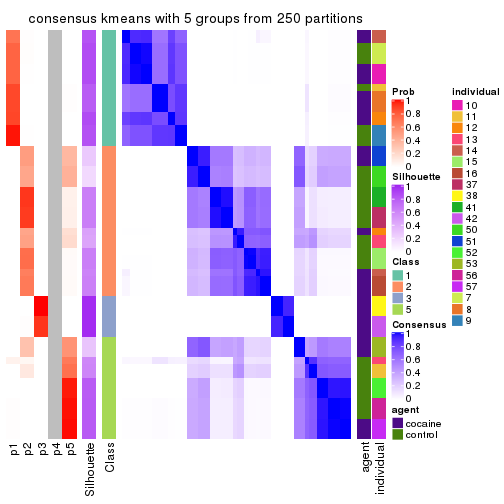 consensus kmeans with 5 groups from 250 partitions
Prob
1
0.8
0.6
0.4
0.2
0
Silhouette
1
0.8
0.6
0.4
0.2
0
Class
1
2
3
5
Consensus
1
0.8
0.6
0.4
0.2
0
agent
cocaine
control
individual
10
11
12
13
14
15
16
37
38
41
42
50
51
52
53
56
57
7
8
9
p1
p2
p3
p4
p5
Silhouette
Class
agent
individual